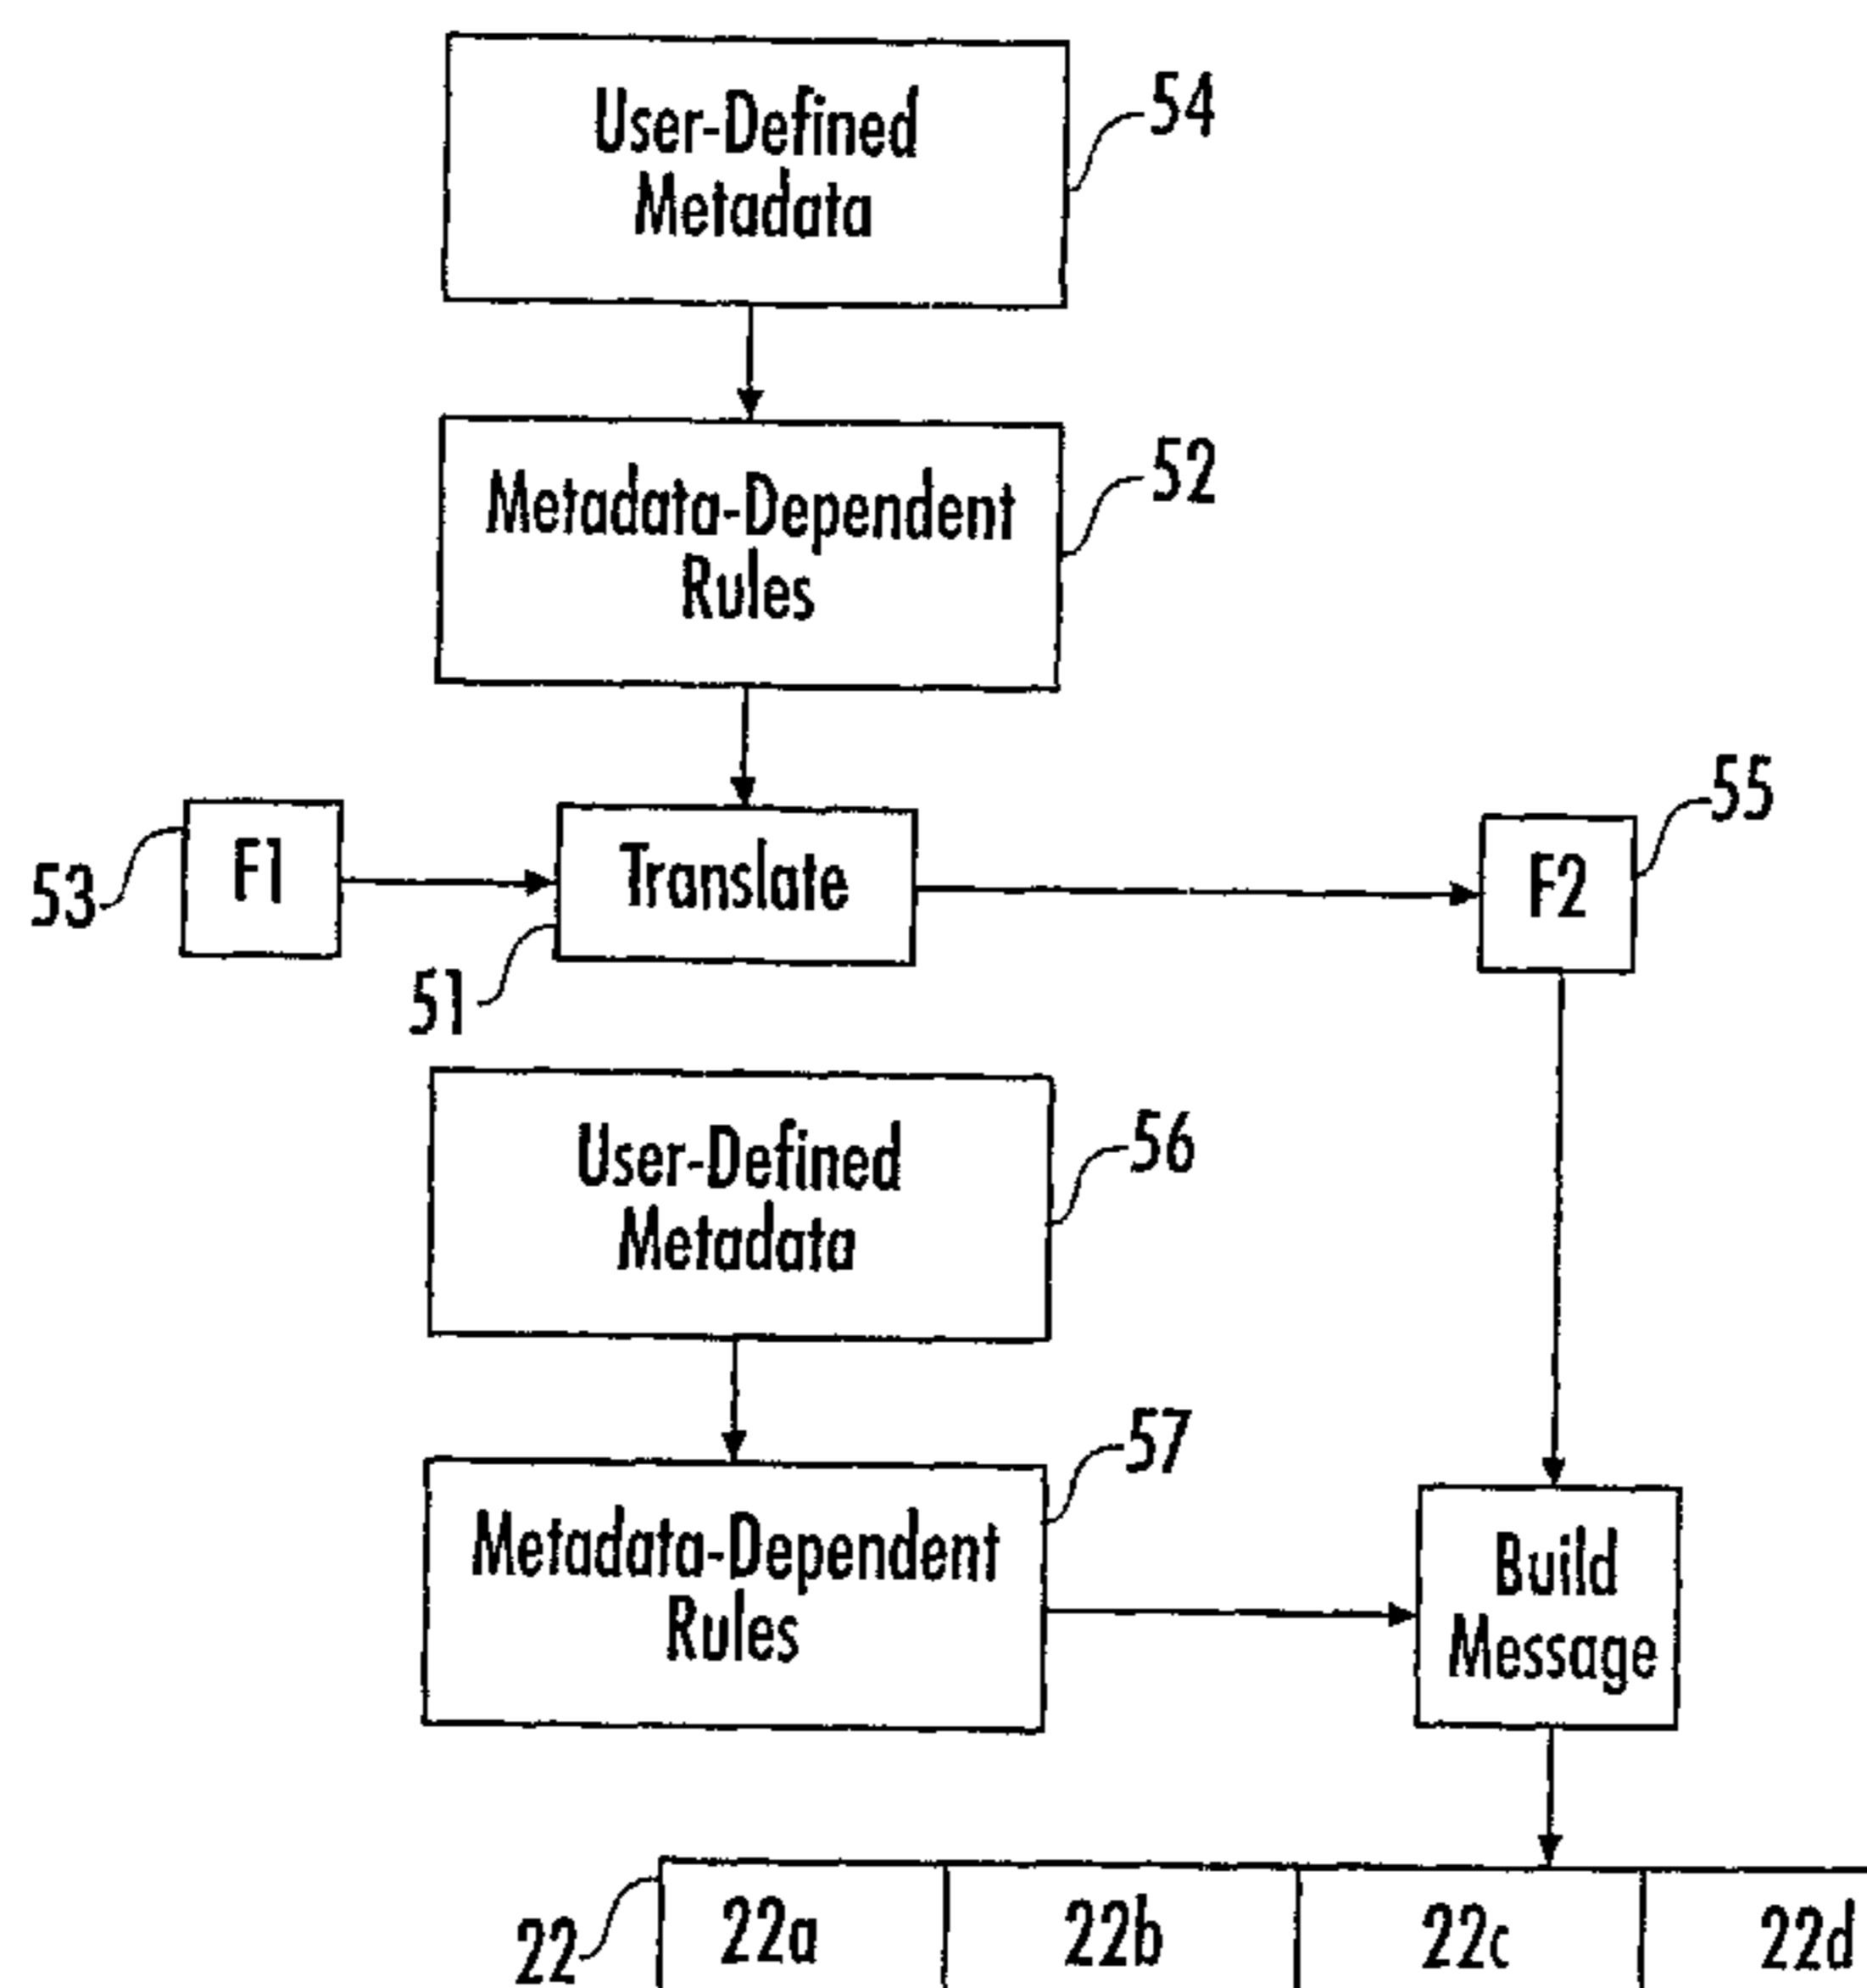 User-Defined
Metadata
54
Metadata-Dependent
Rules
52
53
F1
Translate
51
F2
55
User-Defined
Metadata
56
Metadata-Dependent
Rules
57
Build
Message
22
22a
22b
22c
22d